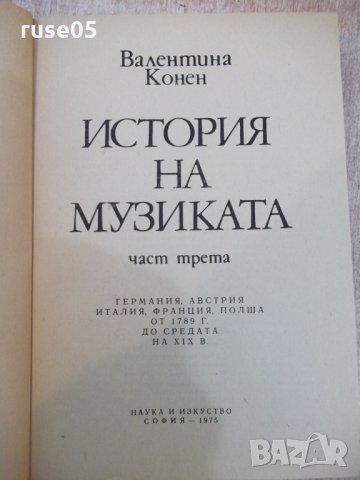 ruse05
Валентина
Конен
ИСТОРИЯ
НА
МУЗИКАТА
част трета
ГЕРМАНИЯ, АВСТРИЯ
ИТАЛИЯ, ФРАНЦИЯ, ПОЛША
ОТ 1789 Г.
ДО СРЕДАТА
НА XIX В.
НАУКА И ИЗКУСТВО
СОФИЯ — 1975
BAZAR